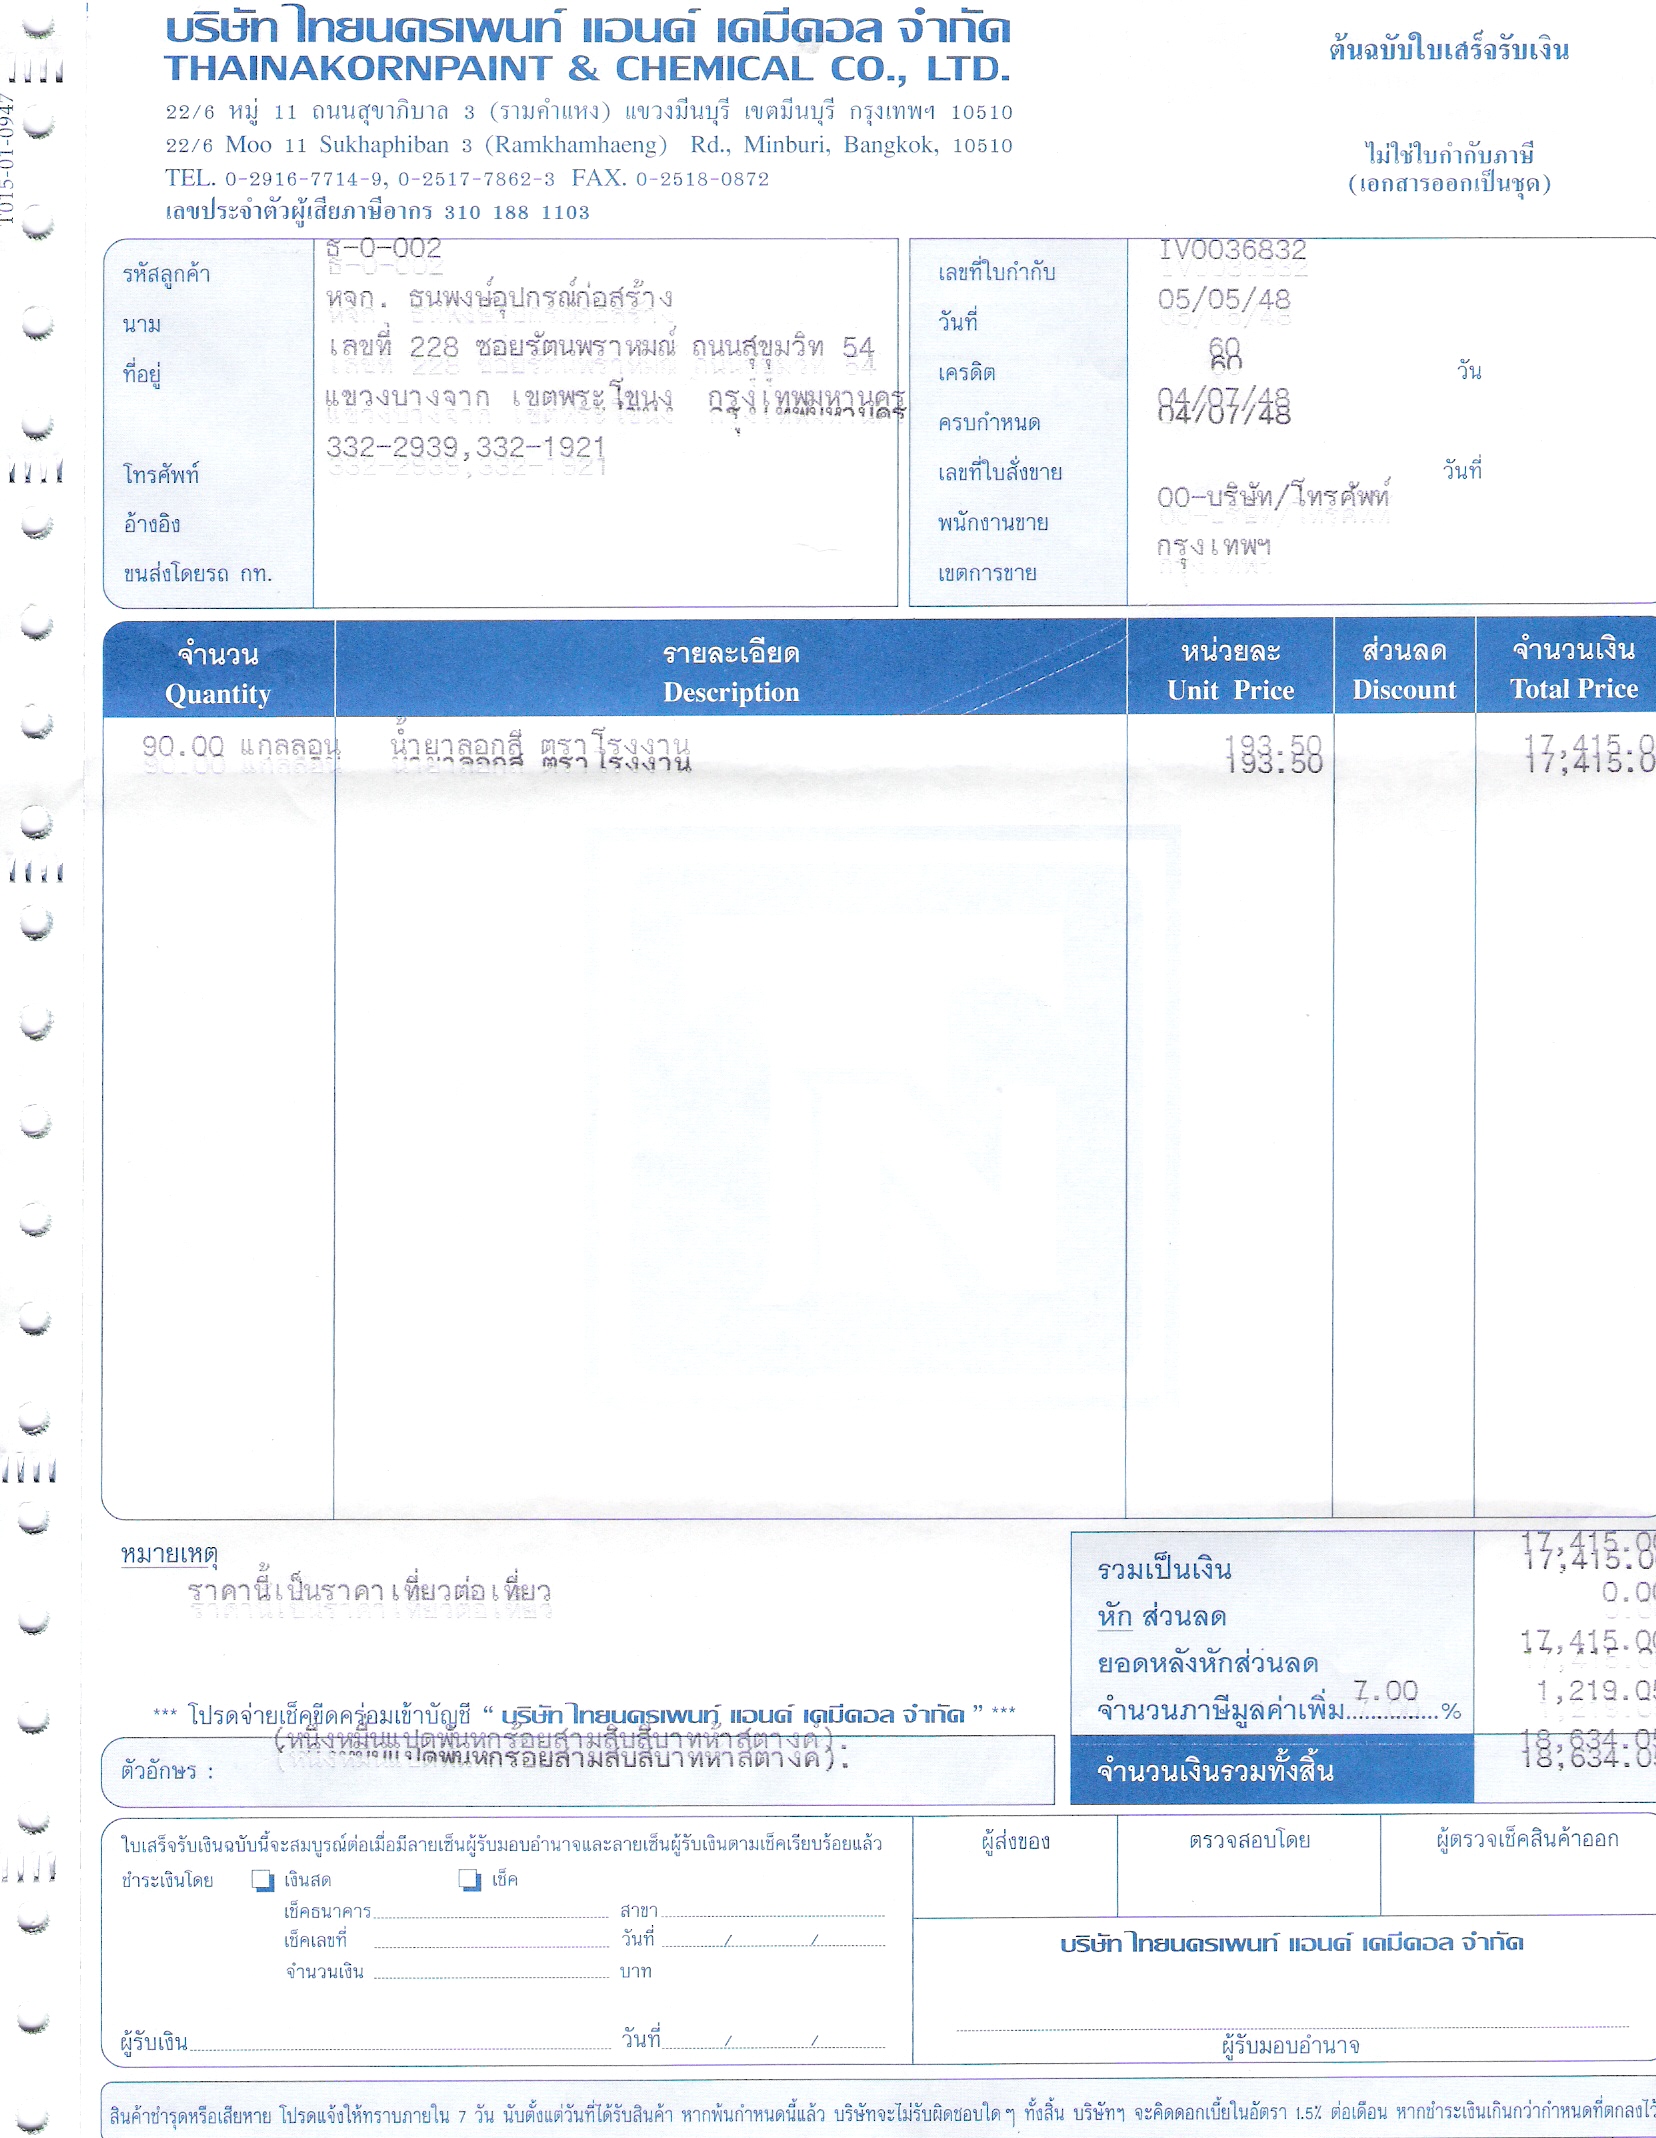 บริษัท ไทยนครเพนท์ แอนด์ เคมีคอล จำกัด
THAINAKORNPAINT & CHEMICAL CO., LTD.
22/6 หมู่ 11 ถนนสุขาภิบาล 3 (รามคำแหง) แขวงมีนบุรี เขตมีนบุรี กรุงเทพฯ 10510
22/6 Moo 11 Sukhaphiban 3 (Ramkhamhaeng) Rd., Minburi, Bangkok, 10510
TEL. 0-2916-7714-9, 0-2517-7862-3 FAX. 0-2518-0872
เลขประจำตัวผู้เสียภาษีอากร 310 188 1103
ต้นฉบับใบเสร็จรับเงิน
ไม่ใช่ใบกำกับภาษี
(เอกสารออกเป็นชุด)
T015-01-0947
รหัสลูกค้า ธ-0-002
นาม หจก. ธนพงษ์อุปกรณ์ก่อสร้าง
ที่อยู่ เลขที่ 228 ซอยรัตนพราหมณ์ ถนนสุขุมวิท 54
แขวงบางจาก เขตพระโขนง กรุงเทพมหานคร
โทรศัพท์ 332-2939,332-1921
อ้างอิง
ขนส่งโดยรถ กท.
เลขที่ใบกำกับ IV0036832
วันที่ 05/05/48
เครดิต 60 วัน
ครบกำหนด 04/07/48
เลขที่ใบสั่งขาย วันที่
พนักงานขาย 00-บริษัท/โทรศัพท์
เขตการขาย กรุงเทพฯ
จำนวน รายละเอียด หน่วยละ ส่วนลด จำนวนเงิน
Quantity Description Unit Price Discount Total Price
90.00 แกลลอน น้ำยาลอกสี ตราโรงงาน 193.50 17,415.0
หมายเหตุ
ราคานี้เป็นราคาเที่ยวต่อเที่ยว
รวมเป็นเงิน 17,415.00
หัก ส่วนลด 0.00
ยอดหลังหักส่วนลด 17,415.00
จำนวนภาษีมูลค่าเพิ่ม 7.00 % 1,219.05
จำนวนเงินรวมทั้งสิ้น 18,634.05
*** โปรดจ่ายเช็คขีดคร่อมเข้าบัญชี “ บริษัท ไทยนครเพนท์ แอนด์ เคมีคอล จำกัด ” ***
ตัวอักษร : (หนึ่งหมื่นแปดพันหกร้อยสามสิบสี่บาทห้าสตางค์).
ใบเสร็จรับเงินฉบับนี้จะสมบูรณ์ต่อเมื่อมีลายเซ็นผู้รับมอบอำนาจและลายเซ็นผู้รับเงินตามเช็คเรียบร้อยแล้ว
ชำระเงินโดย เงินสด เช็ค
เช็คธนาคาร สาขา
เช็คเลขที่ วันที่ / /
จำนวนเงิน บาท
ผู้รับเงิน วันที่ / /
ผู้ส่งของ ตรวจสอบโดย ผู้ตรวจเช็คสินค้าออก
บริษัท ไทยนครเพนท์ แอนด์ เคมีคอล จำกัด
ผู้รับมอบอำนาจ
สินค้าชำรุดหรือเสียหาย โปรดแจ้งให้ทราบภายใน 7 วัน นับตั้งแต่วันที่ได้รับสินค้า หากพ้นกำหนดนี้แล้ว บริษัทจะไม่รับผิดชอบใด ๆ ทั้งสิ้น บริษัทฯ จะคิดดอกเบี้ยในอัตรา 1.5% ต่อเดือน หากชำระเงินเกินกว่ากำหนดที่ตกลงไว้